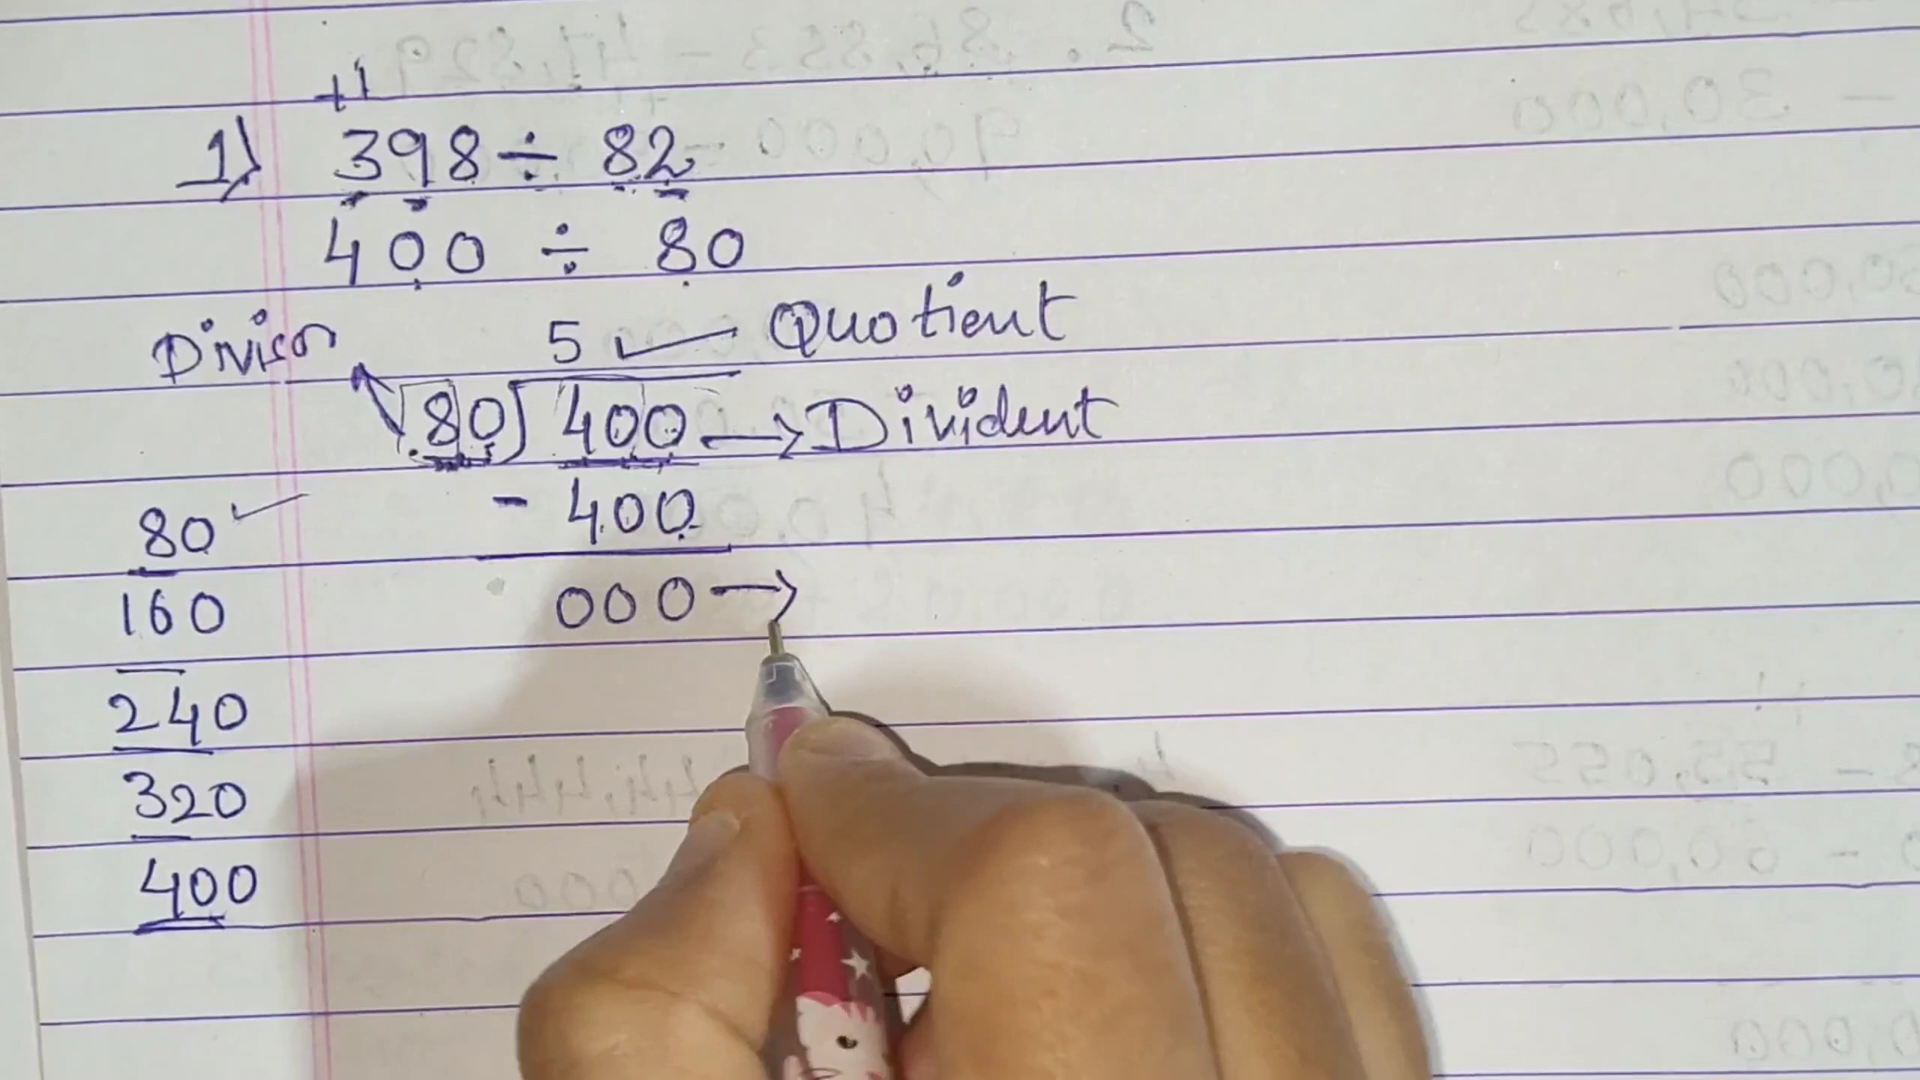 +1
1) 398 ÷ 82
400 ÷ 80
Divisor 5 Quotient
80) 400 → Divident
- 400
000 →
80
160
240
320
400